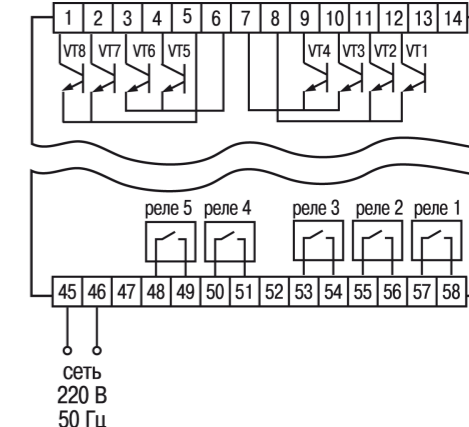 1 2 3 4 5 6 7 8 9 10 11 12 13 14
VT8 VT7 VT6 VT5 VT4 VT3 VT2 VT1
реле 5 реле 4 реле 3 реле 2 реле 1
45 46 47 48 49 50 51 52 53 54 55 56 57 58
сеть
220 В
50 Гц